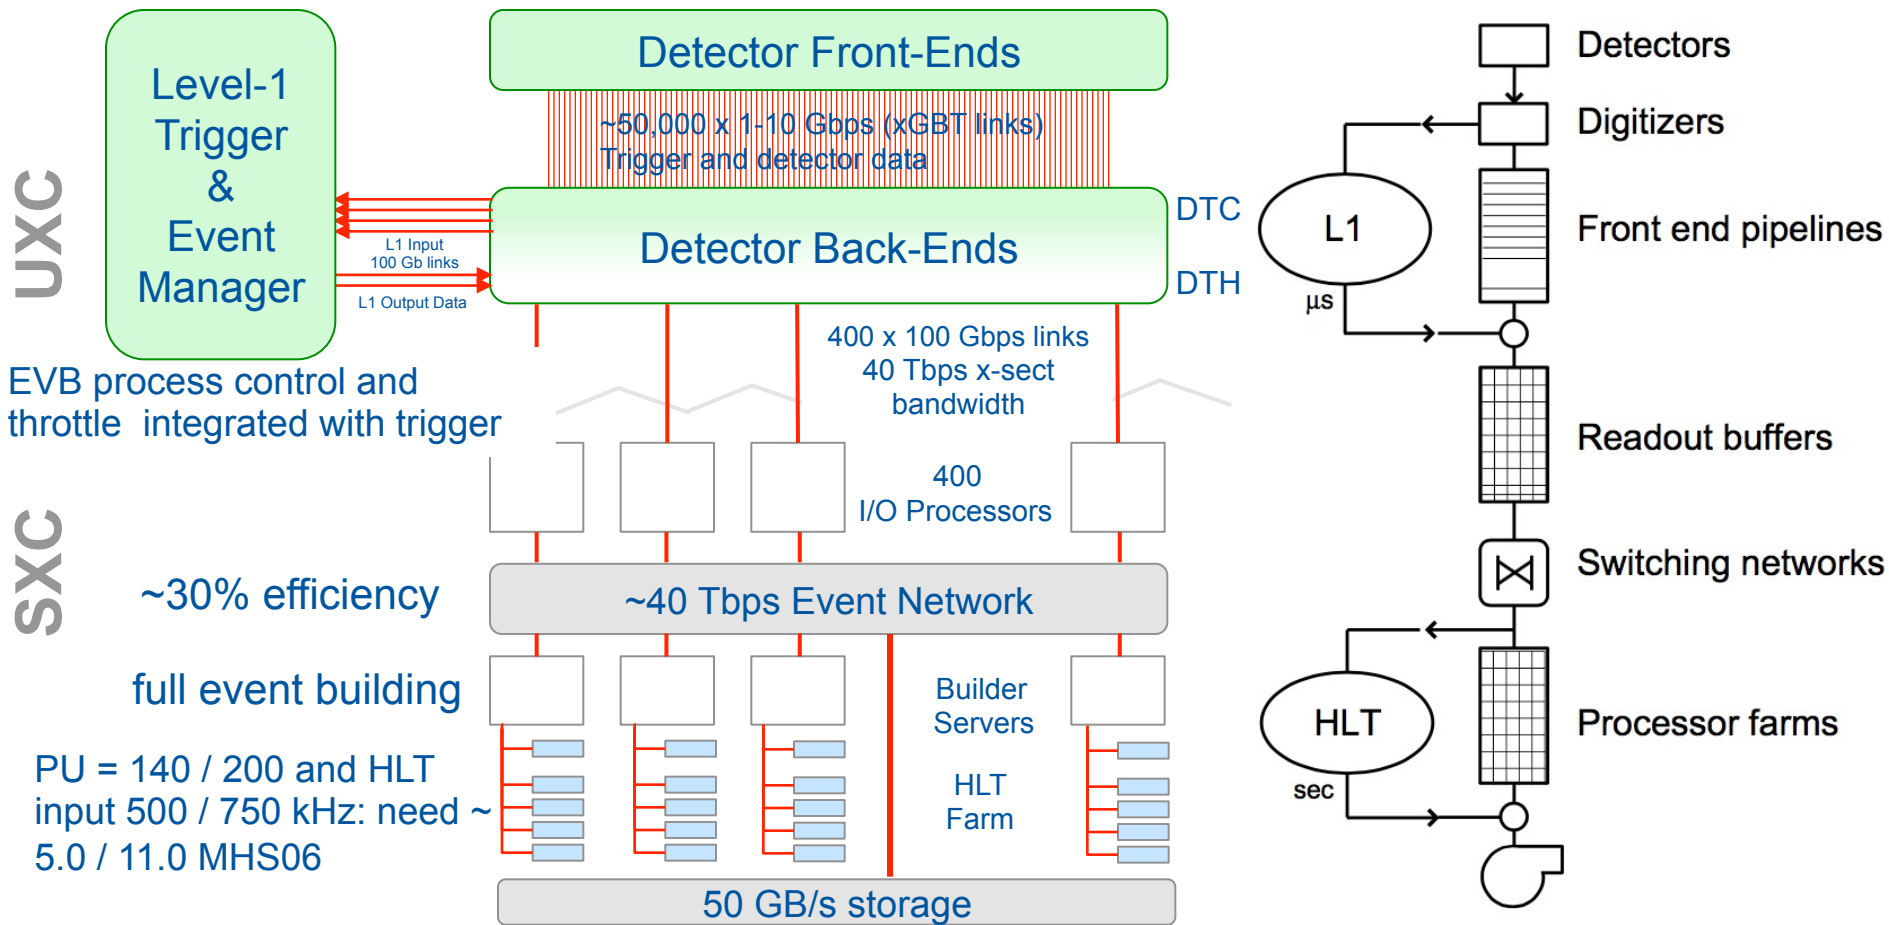 Level-1
Trigger
&
Event
Manager
Detector Front-Ends
~50,000 x 1-10 Gbps (xGBT links)
Trigger and detector data
UXC
L1 Input
100 Gb links
L1 Output Data
Detector Back-Ends
DTC
DTH
EVB process control and
throttle  integrated with trigger
400 x 100 Gbps links
40 Tbps x-sect
bandwidth
400
I/O Processors
SXC
~30% efficiency
~40 Tbps Event Network
full event building
Builder
Servers
PU = 140 / 200 and HLT
input 500 / 750 kHz: need ~
5.0 / 11.0 MHS06
HLT
Farm
50 GB/s storage
Detectors
Digitizers
L1
Front end pipelines
µs
Readout buffers
Switching networks
HLT
Processor farms
sec